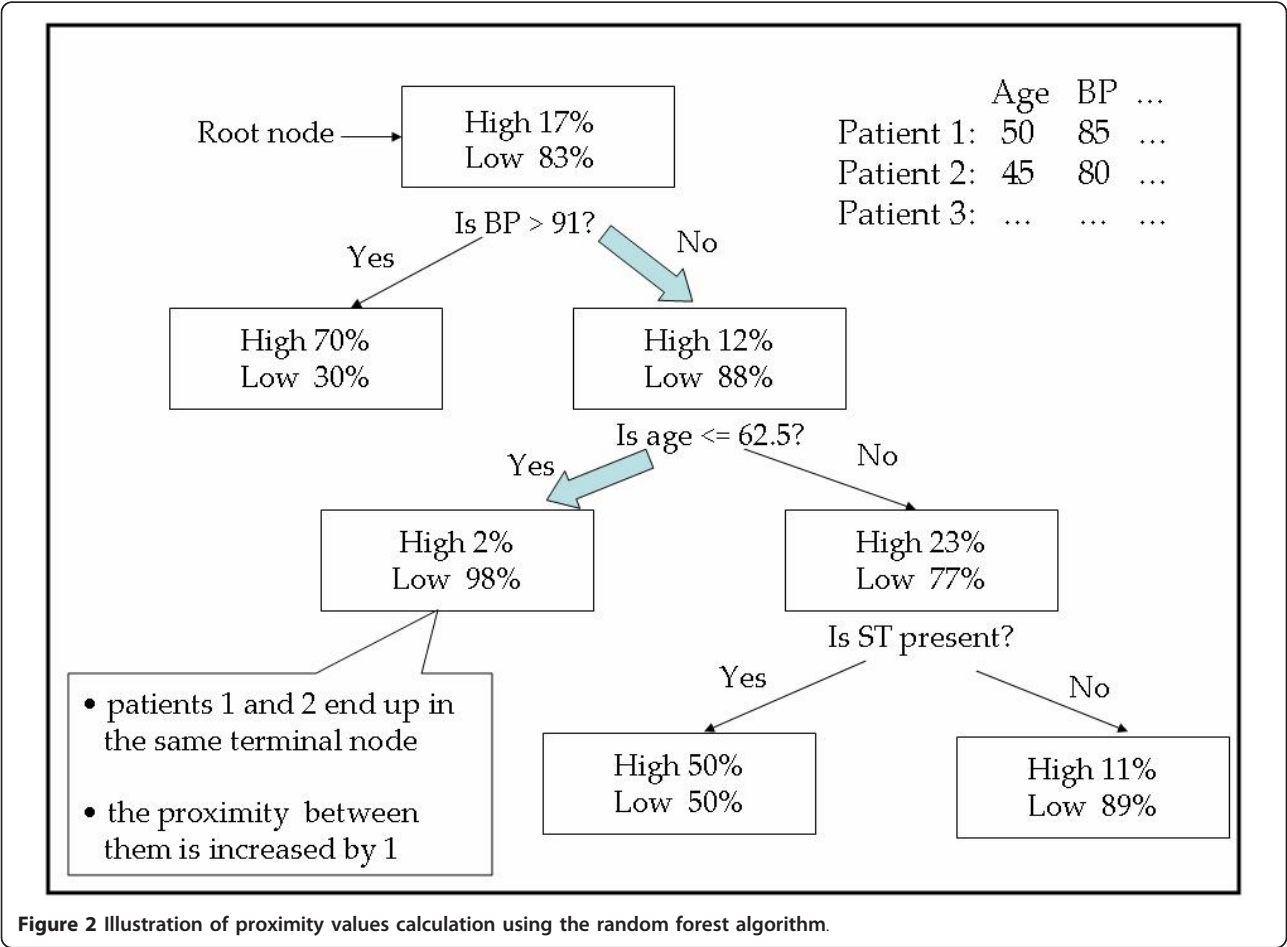 Age BP ...
Patient 1: 50 85 ...
Patient 2: 45 80 ...
Patient 3: ... ... ...
Root node
High 17%
Low 83%
Is BP > 91?
Yes
No
High 70%
Low 30%
High 12%
Low 88%
Is age <= 62.5?
Yes
No
High 2%
Low 98%
High 23%
Low 77%
Is ST present?
Yes
No
• patients 1 and 2 end up in
the same terminal node
• the proximity between
them is increased by 1
High 50%
Low 50%
High 11%
Low 89%
Figure 2 Illustration of proximity values calculation using the random forest algorithm.